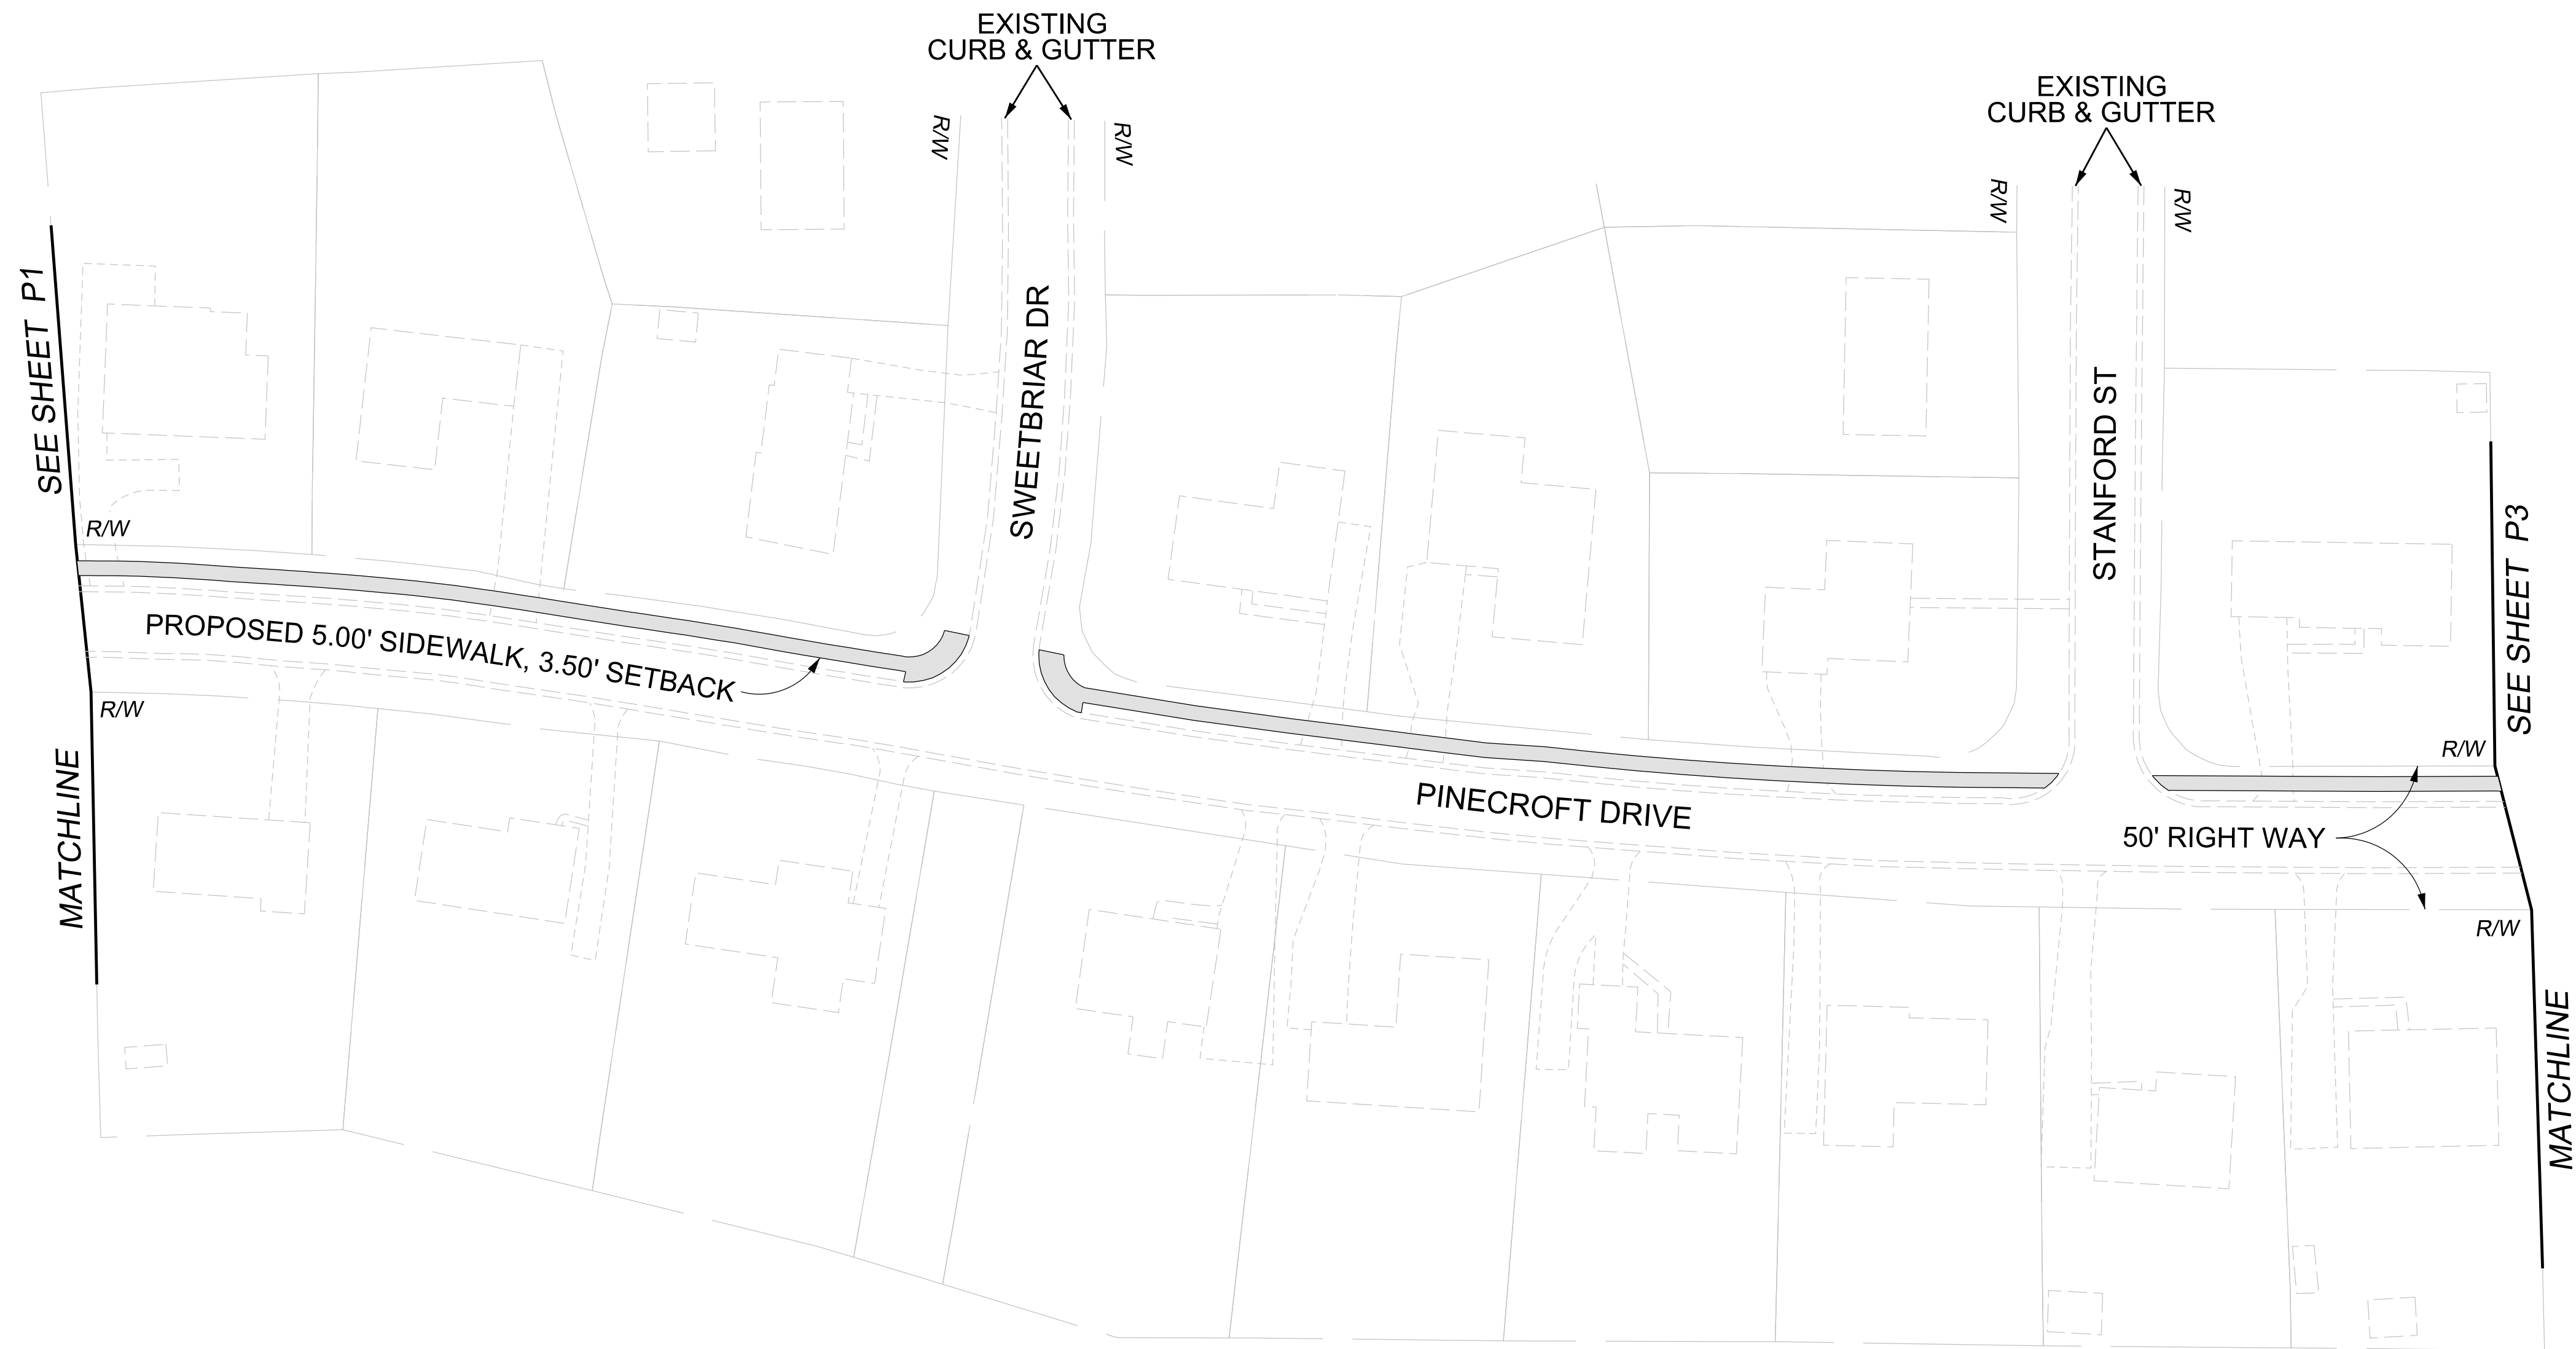 EXISTING
CURB & GUTTER
EXISTING
CURB & GUTTER
R/W
R/W
R/W
R/W
SEE SHEET P1
SWEETBRIAR DR
STANFORD ST
SEE SHEET P3
R/W
PROPOSED 5.00' SIDEWALK, 3.50' SETBACK
R/W
R/W
PINECROFT DRIVE
50' RIGHT WAY
MATCHLINE
R/W
MATCHLINE